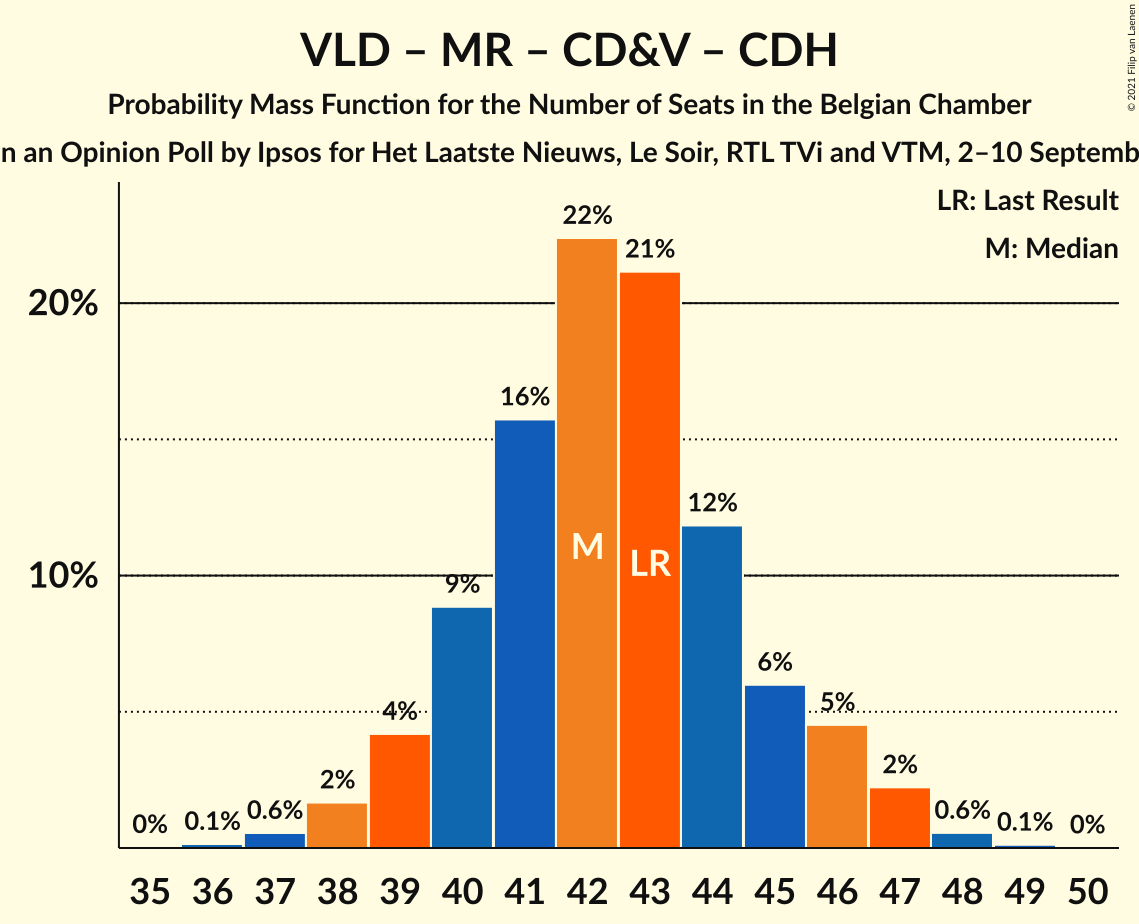 VLD – MR – CD&V – CDH
Probability Mass Function for the Number of Seats in the Belgian Chamber
n an Opinion Poll by Ipsos for Het Laatste Nieuws, Le Soir, RTL TVi and VTM, 2–10 Septemb
© 2021 Filip van Laenen
LR: Last Result
M: Median
20%
10%
0%
0.1%
0.6%
2%
4%
9%
16%
22%
21%
12%
6%
5%
2%
0.6%
0.1%
0%
M
LR
35 36 37 38 39 40 41 42 43 44 45 46 47 48 49 50